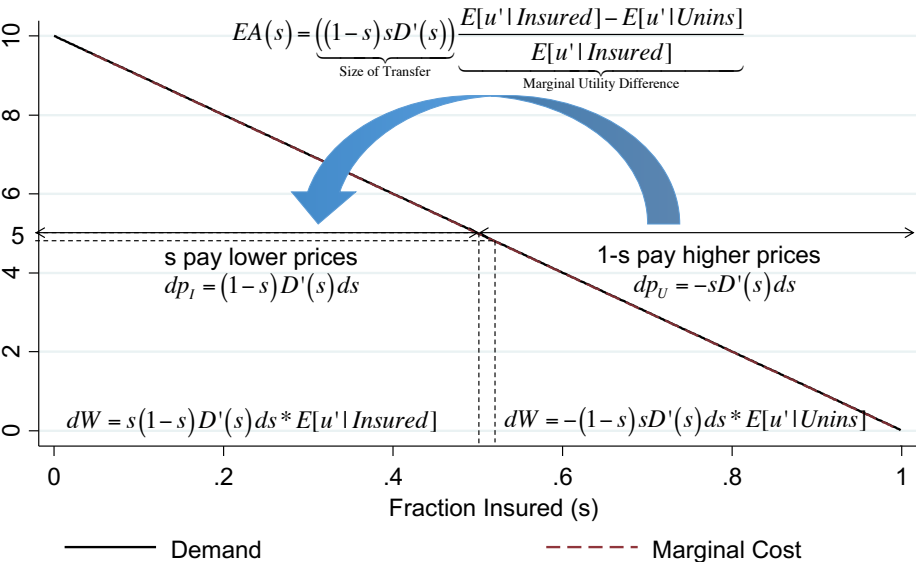 EA(s) = ((1−s)sD'(s)) E[u' | Insured] − E[u' | Unins]
E[u' | Insured]
Size of Transfer
Marginal Utility Difference
10
8
6
5
s pay lower prices
1-s pay higher prices
4
dp_I = (1−s)D'(s)ds
dp_U = −sD'(s)ds
2
dW = s(1−s)D'(s)ds * E[u' | Insured]
dW = −(1−s)sD'(s)ds * E[u' | Unins]
0
0 .2 .4 .6 .8 1
Fraction Insured (s)
Demand
Marginal Cost